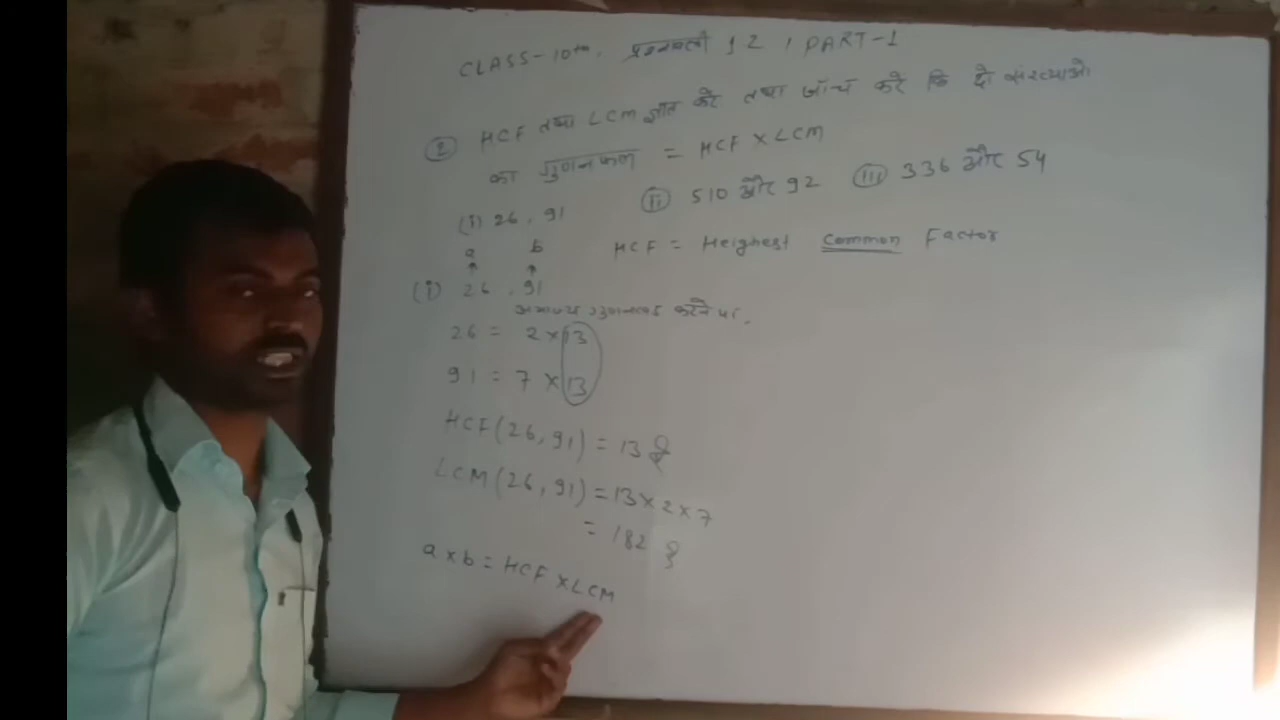 CLASS-10th, प्रश्नावली 1 2 , PART-1
② HCF तथा LCM ज्ञात करे तथा जाँच करे कि दो संख्याओ
का गुणनफल = HCF × LCM
(i) 26, 91 (ii) 510 और 92 (iii) 336 और 54
a b HCF = Heighest Common Factor
↑ ↑
(i) 26 , 91
अभाज्य गुणनखंड करने पर,
26 = 2 × 13
91 = 7 × 13
HCF (26, 91) = 13 है
LCM (26, 91) = 13 × 2 × 7
= 182 है
a × b = HCF × LCM